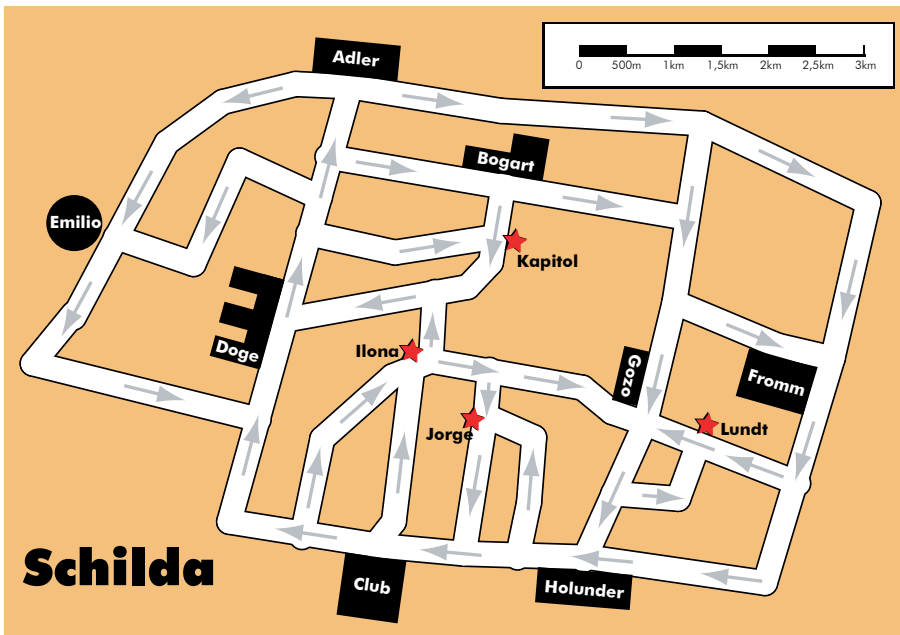 Adler
0 500m 1km 1,5km 2km 2,5km 3km
Bogart
Emilio
Kapitol
Doge
Ilona
Gozo
Fromm
Jorge
Lundt
Schilda
Club
Holunder